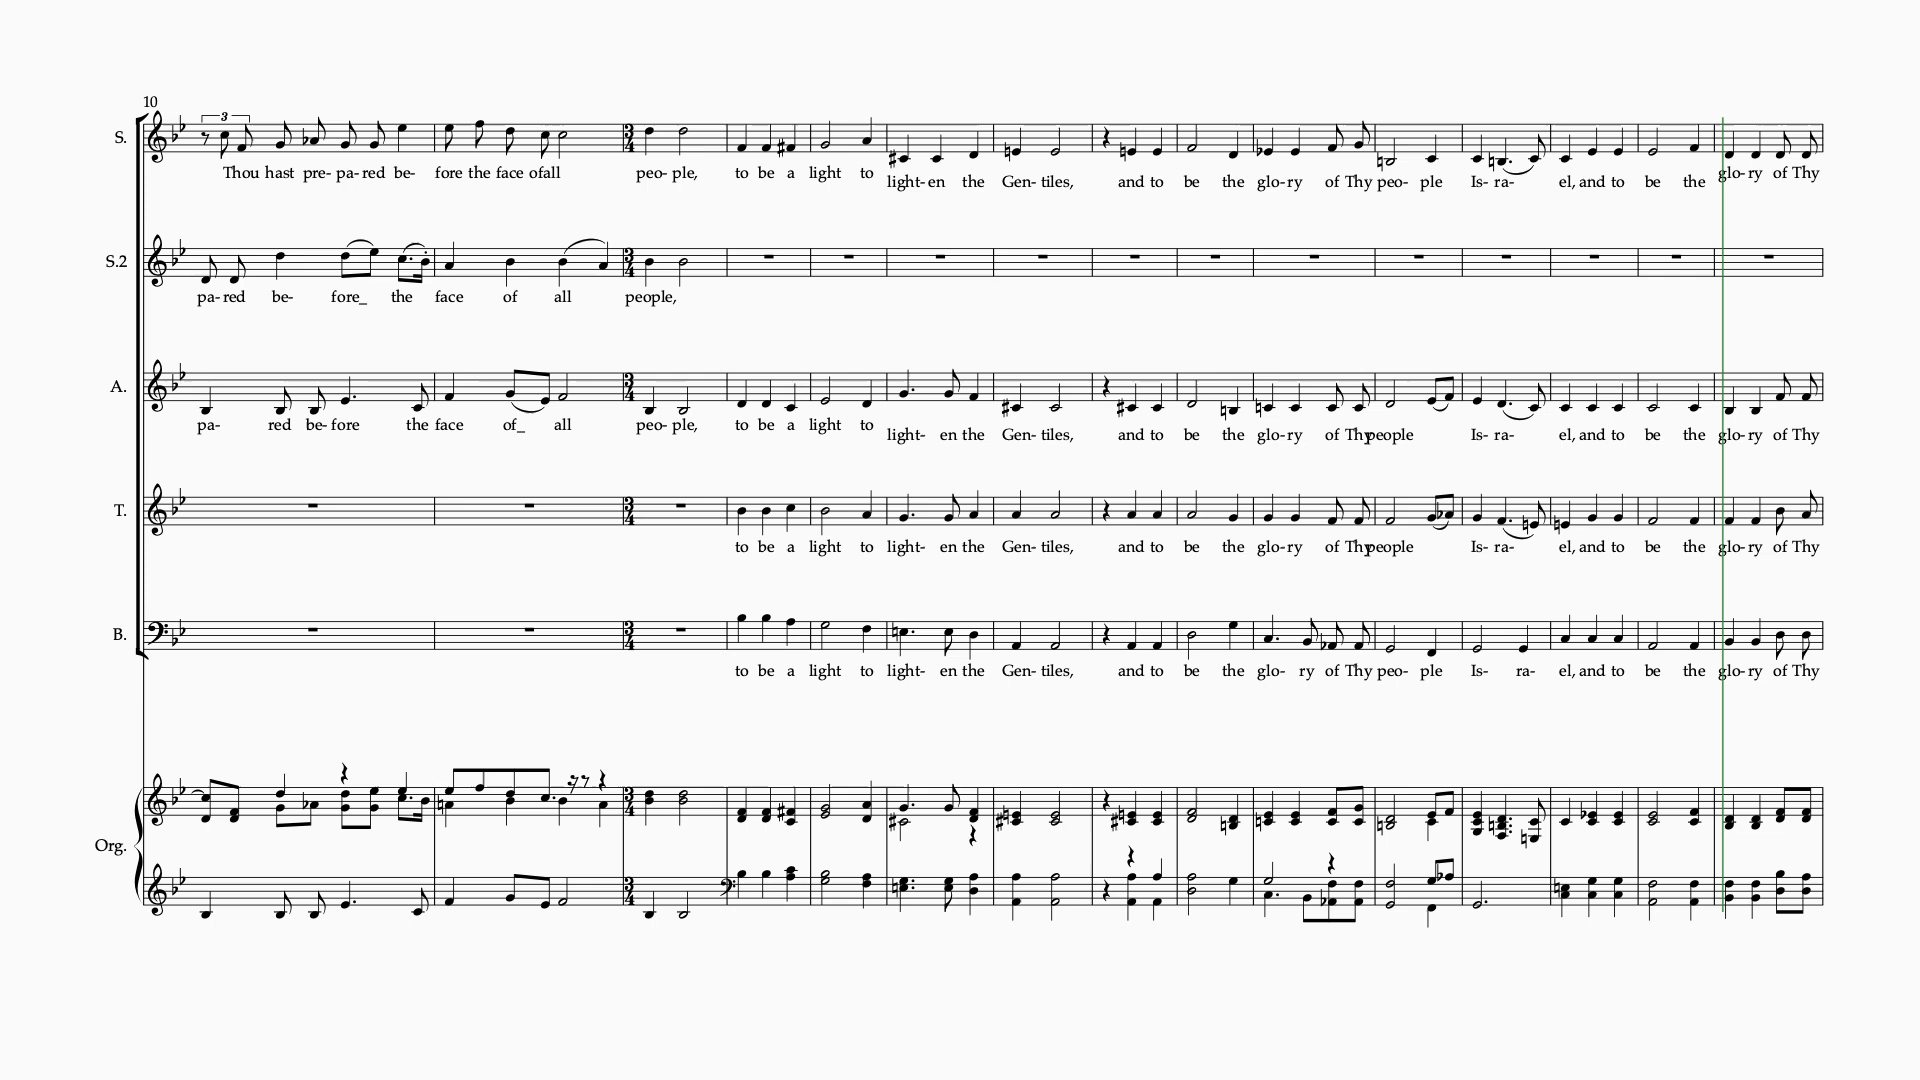 10
3
S. Thou hast pre- pa- red be- fore the face ofall peo- ple, to be a light to light- en the Gen- tiles, and to be the glo- ry of Thy peo- ple Is- ra- el, and to be the glo- ry of Thy
S.2 pa- red be- fore_ the face of all people,
A. pa- red be- fore the face of_ all peo- ple, to be a light to light- en the Gen- tiles, and to be the glo- ry of Thy people Is- ra- el, and to be the glo- ry of Thy
T. to be a light to light- en the Gen- tiles, and to be the glo- ry of Thy people Is- ra- el, and to be the glo- ry of Thy
B. to be a light to light- en the Gen- tiles, and to be the glo- ry of Thy peo- ple Is- ra- el, and to be the glo- ry of Thy
Org.